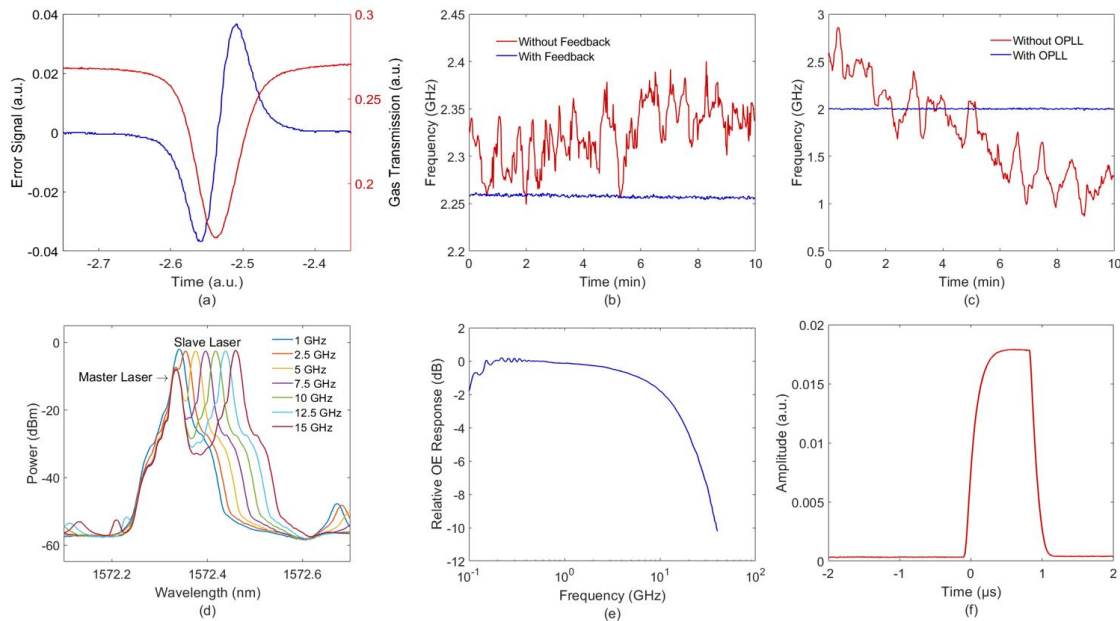 0.04
0.02
0
-0.02
-0.04
Error Signal (a.u.)
0.3
0.25
0.2
Gas Transmission (a.u.)
-2.7
-2.6
-2.5
-2.4
Time (a.u.)
(a)
2.45
2.4
2.35
2.3
2.25
2.2
Frequency (GHz)
Without Feedback
With Feedback
0
2
4
6
8
10
Time (min)
(b)
3
2.5
2
1.5
1
0.5
Frequency (GHz)
Without OPLL
With OPLL
0
2
4
6
8
10
Time (min)
(c)
0
-20
-40
-60
Power (dBm)
Slave Laser
Master Laser →
1 GHz
2.5 GHz
5 GHz
7.5 GHz
10 GHz
12.5 GHz
15 GHz
1572.2
1572.4
1572.6
Wavelength (nm)
(d)
2
0
-2
-4
-6
-8
-10
-12
Relative OE Response (dB)
10⁻¹
10⁰
10¹
10²
Frequency (GHz)
(e)
0.02
0.015
0.01
0.005
0
Amplitude (a.u.)
-2
-1
0
1
2
Time (µs)
(f)